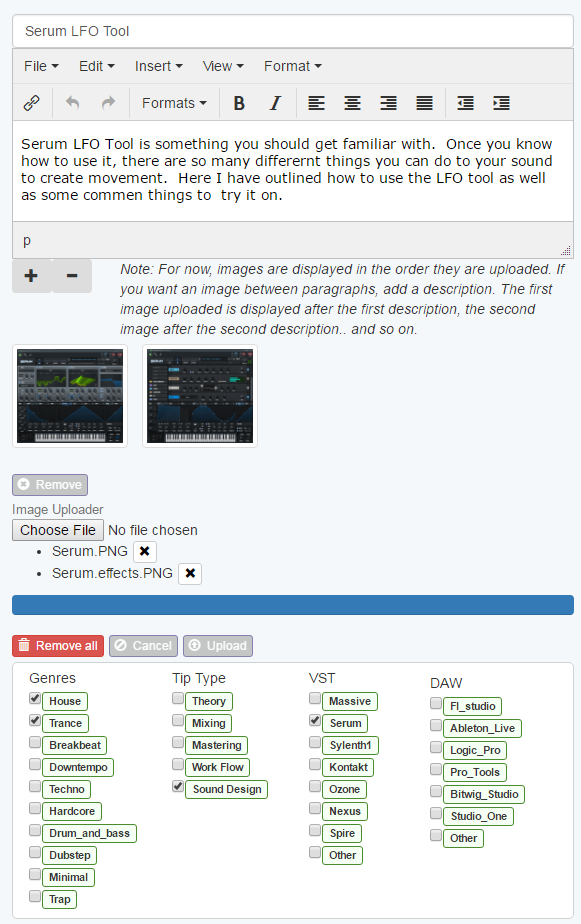 Serum LFO Tool
File Edit Insert View Format
Formats B I
Serum LFO Tool is something you should get familiar with. Once you know
how to use it, there are so many differernt things you can do to your sound
to create movement. Here I have outlined how to use the LFO tool as well
as some commen things to try it on.
p
Note: For now, images are displayed in the order they are uploaded. If
you want an image between paragraphs, add a description. The first
image uploaded is displayed after the first description, the second
image after the second description.. and so on.
Remove
Image Uploader
Choose File No file chosen
Serum.PNG
Serum.effects.PNG
Remove all Cancel Upload
Genres
House
Trance
Breakbeat
Downtempo
Techno
Hardcore
Drum_and_bass
Dubstep
Minimal
Trap
Tip Type
Theory
Mixing
Mastering
Work Flow
Sound Design
VST
Massive
Serum
Sylenth1
Kontakt
Ozone
Nexus
Spire
Other
DAW
Fl_studio
Ableton_Live
Logic_Pro
Pro_Tools
Bitwig_Studio
Studio_One
Other